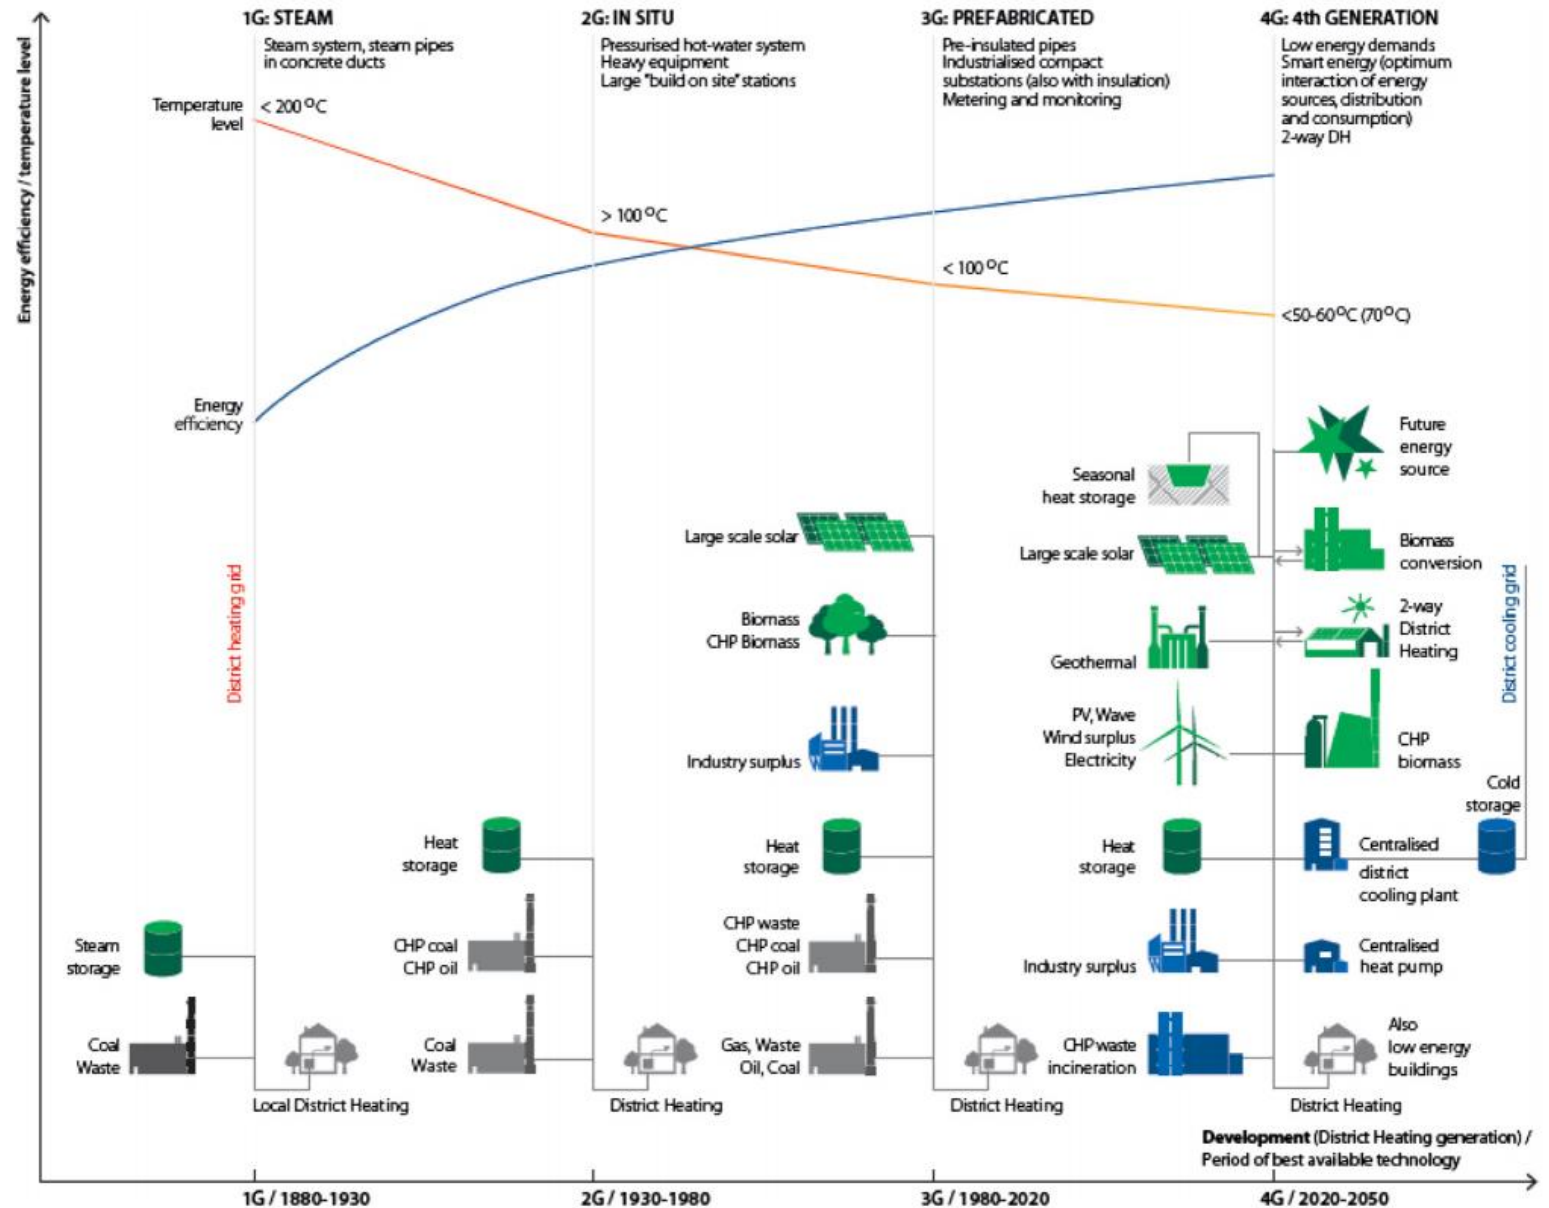 1G: STEAM
Steam system, steam pipes
in concrete ducts
2G: IN SITU
Pressurised hot-water system
Heavy equipment
Large "build on site" stations
3G: PREFABRICATED
Pre-insulated pipes
Industrialised compact
substations (also with insulation)
Metering and monitoring
4G: 4th GENERATION
Low energy demands
Smart energy (optimum
interaction of energy
sources, distribution
and consumption)
2-way DH
Energy efficiency / temperature level
Temperature
level
< 200 °C
> 100 °C
< 100 °C
<50-60°C (70°C)
Energy
efficiency
District heating grid
Steam
storage
Coal
Waste
Local District Heating
Heat
storage
CHP coal
CHP oil
Coal
Waste
District Heating
Large scale solar
Biomass
CHP Biomass
Industry surplus
Heat
storage
CHP waste
CHP coal
CHP oil
Gas, Waste
Oil, Coal
District Heating
Seasonal
heat storage
Large scale solar
Geothermal
PV, Wave
Wind surplus
Electricity
Heat
storage
Industry surplus
CHP waste
incineration
Future
energy
source
Biomass
conversion
2-way
District
Heating
CHP
biomass
Cold
storage
Centralised
district
cooling plant
Centralised
heat pump
Also
low energy
buildings
District Heating
District cooling grid
Development (District Heating generation) /
Period of best available technology
1G / 1880-1930
2G / 1930-1980
3G / 1980-2020
4G / 2020-2050